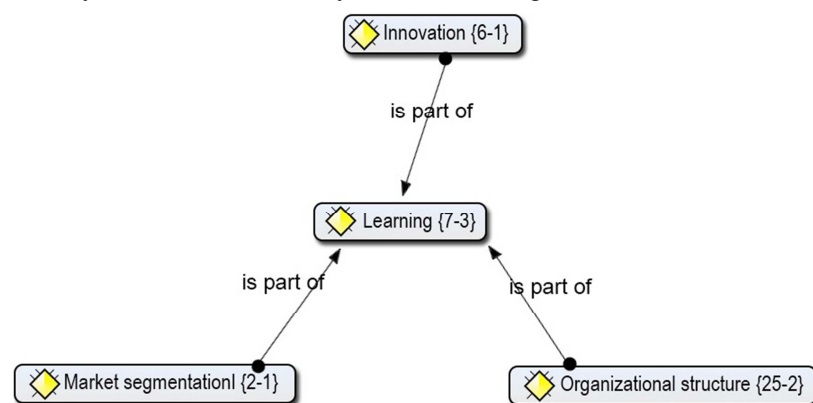 Innovation {6-1}
is part of
Learning {7-3}
is part of
is part of
Market segmentationl {2-1}
Organizational structure {25-2}